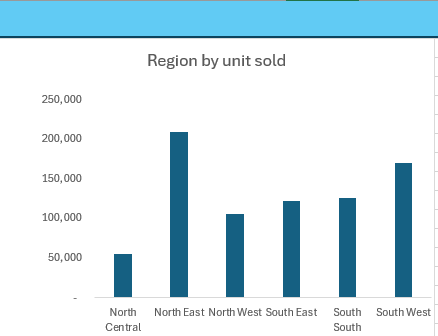 Region by unit sold
250,000
200,000
150,000
100,000
50,000
-
North Central
North East
North West
South East
South South
South West